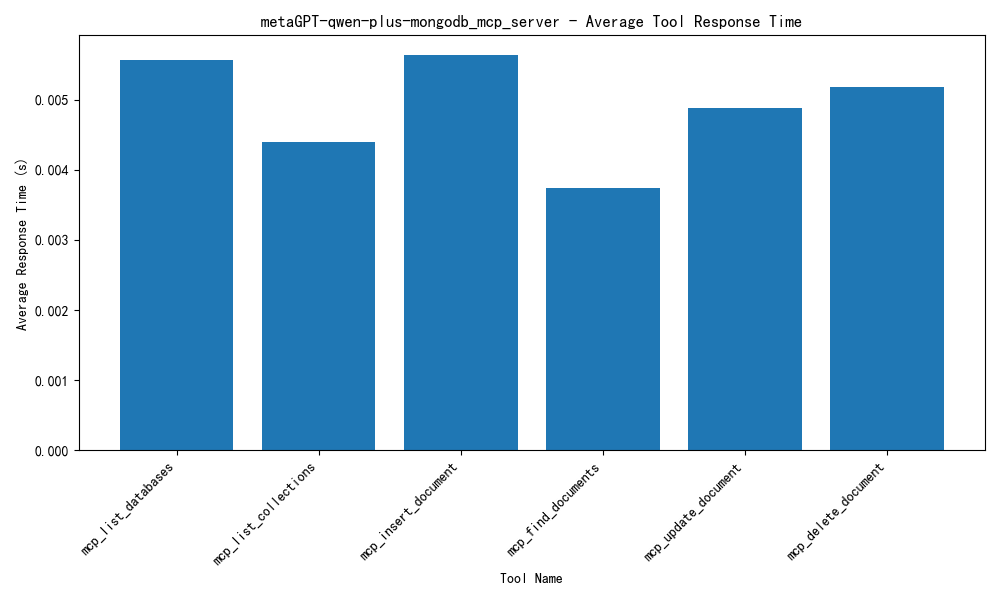 metaGPT-qwen-plus-mongodb_mcp_server - Average Tool Response Time
Average Response Time (s)
0.005
0.004
0.003
0.002
0.001
0.000
mcp_list_databases
mcp_list_collections
mcp_insert_document
mcp_find_documents
mcp_update_document
mcp_delete_document
Tool Name